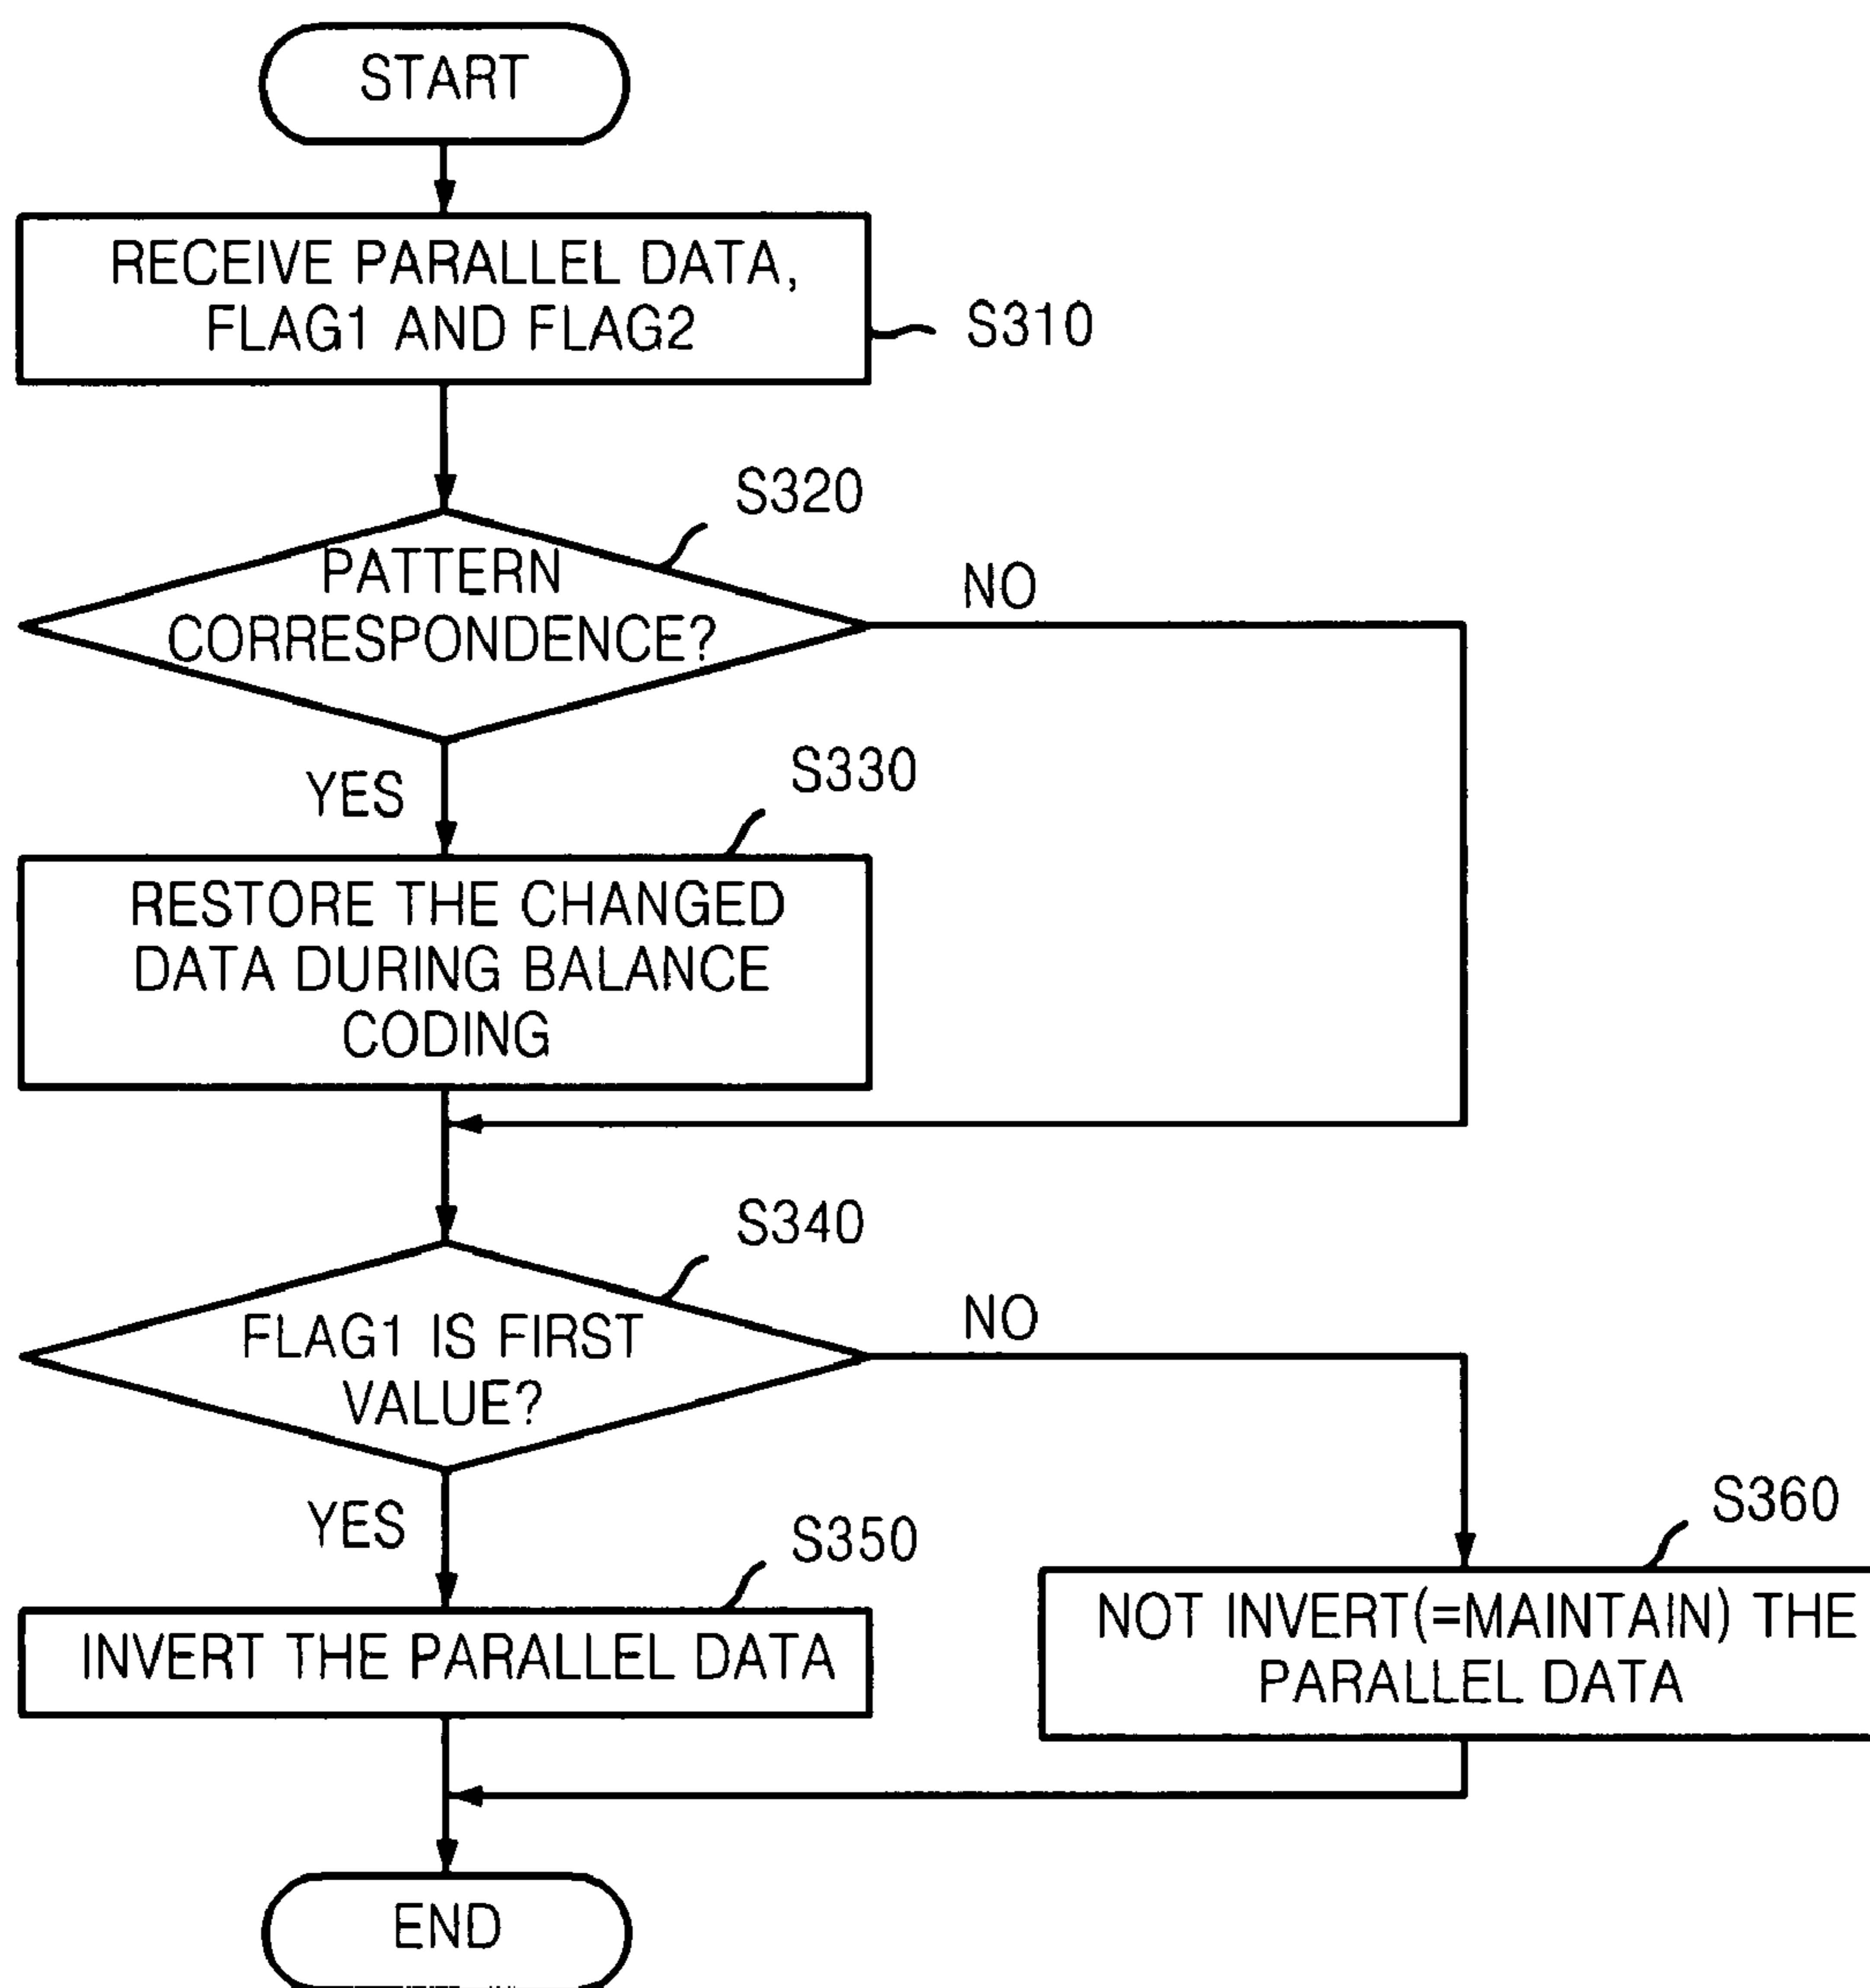 START
RECEIVE PARALLEL DATA,
FLAG1 AND FLAG2
S310
S320
PATTERN
CORRESPONDENCE?
NO
YES
S330
RESTORE THE CHANGED
DATA DURING BALANCE
CODING
S340
FLAG1 IS FIRST
VALUE?
NO
YES
S350
INVERT THE PARALLEL DATA
S360
NOT INVERT(=MAINTAIN) THE
PARALLEL DATA
END